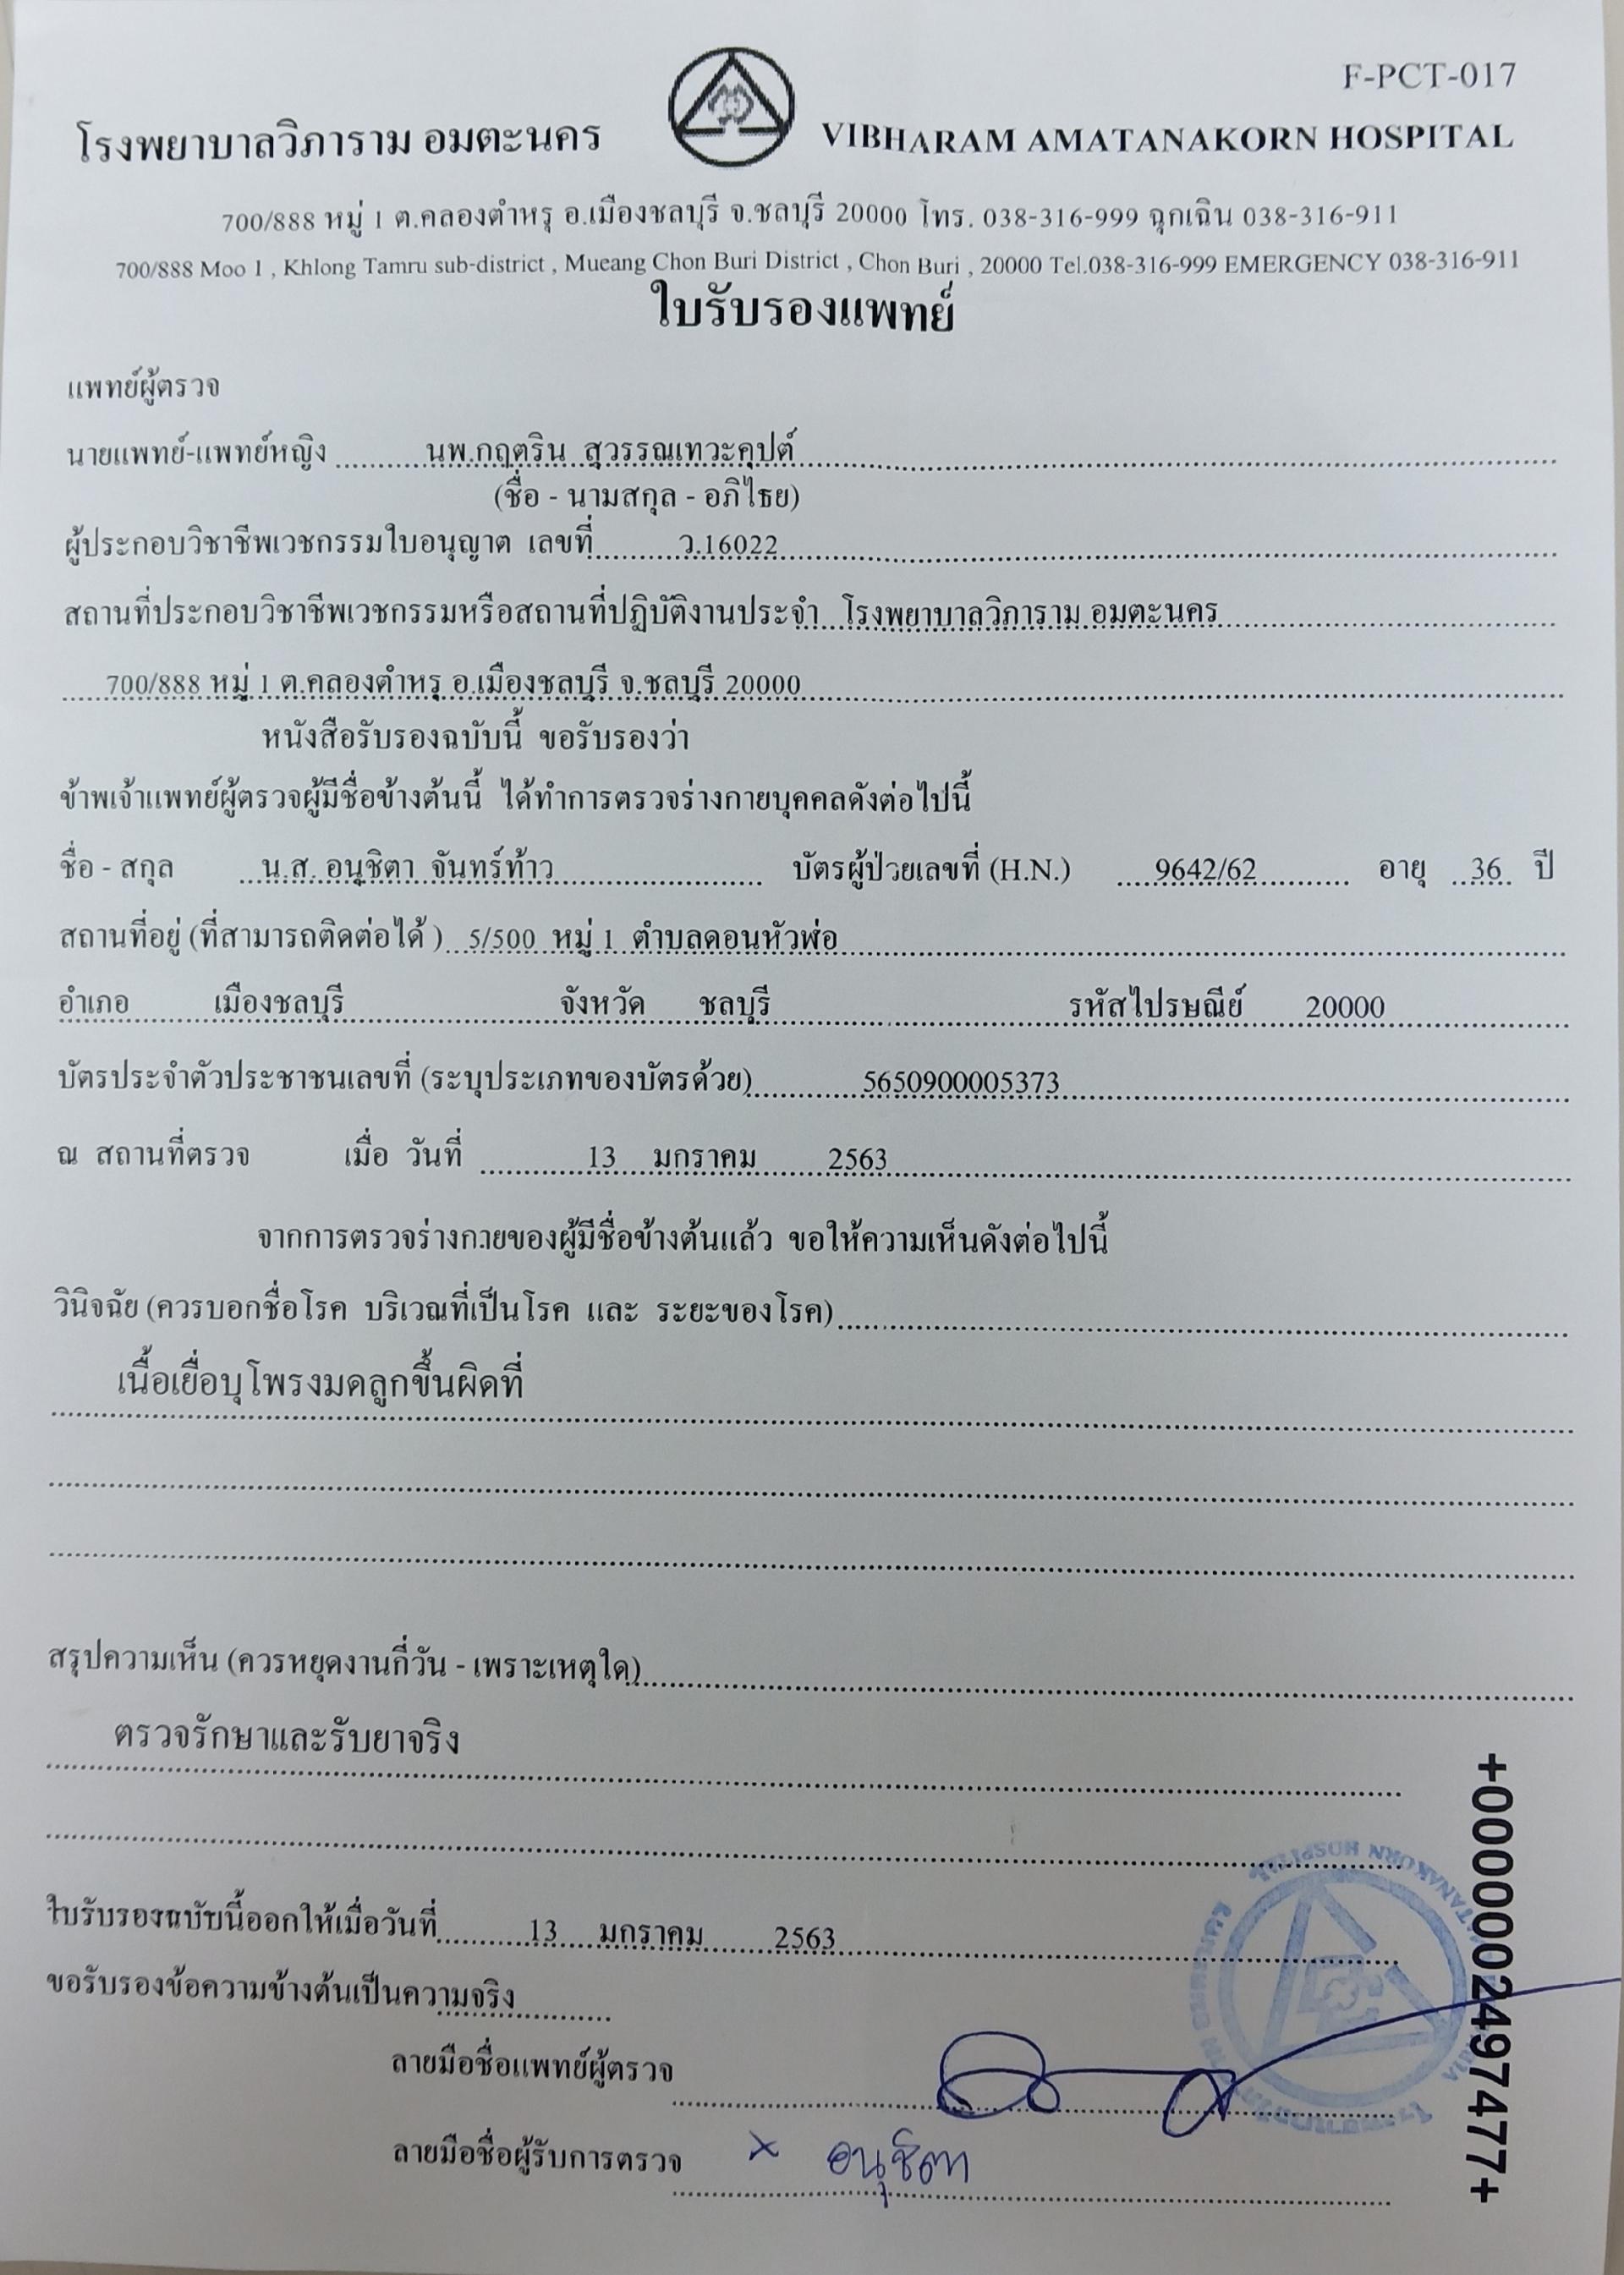 F-PCT-017
โรงพยาบาลวิภาราม อมตะนคร VIBHARAM AMATANAKORN HOSPITAL
700/888 หมู่ 1 ต.คลองตำหรุ อ.เมืองชลบุรี จ.ชลบุรี 20000 โทร. 038-316-999 ฉุกเฉิน 038-316-911
700/888 Moo 1 , Khlong Tamru sub-district , Mueang Chon Buri District , Chon Buri , 20000 Tel.038-316-999 EMERGENCY 038-316-911
ใบรับรองแพทย์
แพทย์ผู้ตรวจ
นายแพทย์-แพทย์หญิง นพ.กฤตริน สุวรรณเทวะคุปต์
(ชื่อ - นามสกุล - อภิไธย)
ผู้ประกอบวิชาชีพเวชกรรมใบอนุญาต เลขที่ ว.16022
สถานที่ประกอบวิชาชีพเวชกรรมหรือสถานที่ปฏิบัติงานประจำ โรงพยาบาลวิภาราม อมตะนคร
700/888 หมู่ 1 ต.คลองตำหรุ อ.เมืองชลบุรี จ.ชลบุรี 20000
หนังสือรับรองฉบับนี้ ขอรับรองว่า
ข้าพเจ้าแพทย์ผู้ตรวจผู้มีชื่อข้างต้นนี้ ได้ทำการตรวจร่างกายบุคคลดังต่อไปนี้
ชื่อ - สกุล น.ส. อนุชิตา จันทร์ท้าว บัตรผู้ป่วยเลขที่ (H.N.) 9642/62 อายุ 36 ปี
สถานที่อยู่ (ที่สามารถติดต่อได้ ) 5/500 หมู่ 1 ตำบลดอนหัวฬ่อ
อำเภอ เมืองชลบุรี จังหวัด ชลบุรี รหัสไปรษณีย์ 20000
บัตรประจำตัวประชาชนเลขที่ (ระบุประเภทของบัตรด้วย) 5650900005373
ณ สถานที่ตรวจ เมื่อ วันที่ 13 มกราคม 2563
จากการตรวจร่างกายของผู้มีชื่อข้างต้นแล้ว ขอให้ความเห็นดังต่อไปนี้
วินิจฉัย (ควรบอกชื่อโรค บริเวณที่เป็นโรค และ ระยะของโรค)
เนื้อเยื่อบุโพรงมดลูกขึ้นผิดที่
สรุปความเห็น (ควรหยุดงานกี่วัน - เพราะเหตุใด)
ตรวจรักษาและรับยาจริง
ใบรับรองฉบับนี้ออกให้เมื่อวันที่ 13 มกราคม 2563
ขอรับรองข้อความข้างต้นเป็นความจริง
ลายมือชื่อแพทย์ผู้ตรวจ
ลายมือชื่อผู้รับการตรวจ × อนุชิตา
+0000002497477+